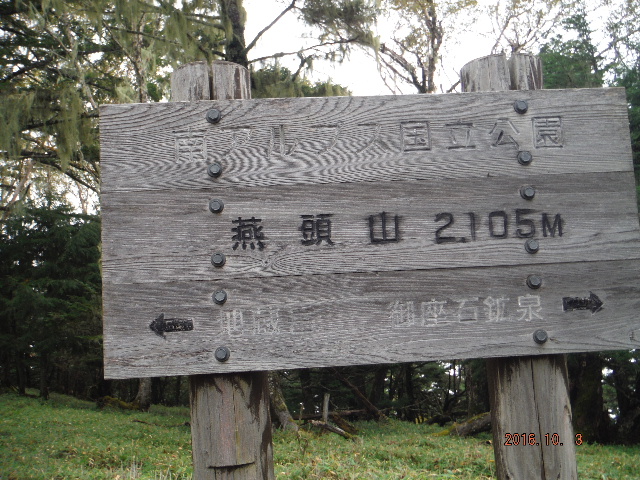 南アルプス国立公園
燕頭山 2,105M
地蔵 御座石鉱泉
2016.10. 3